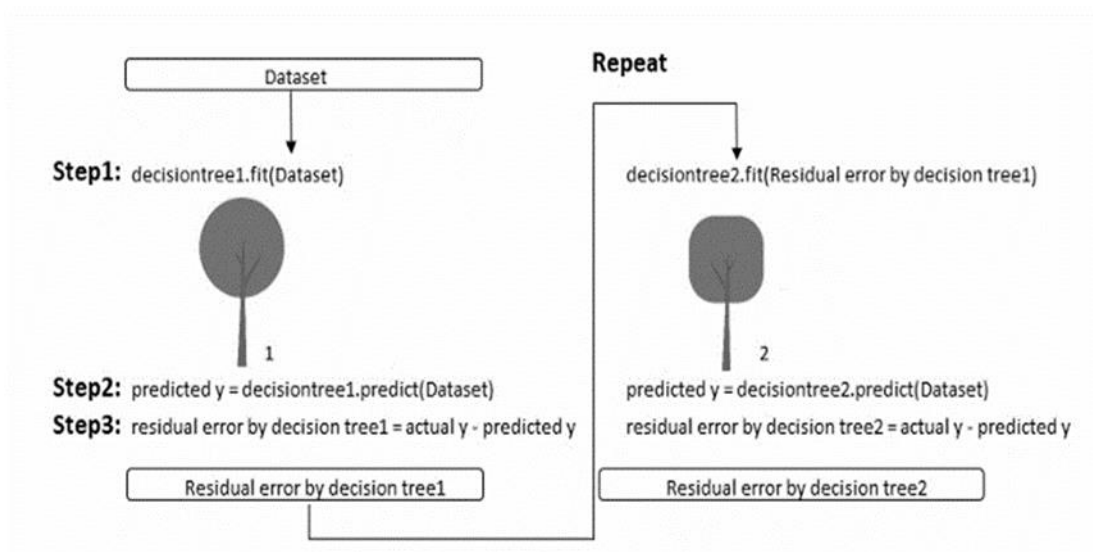 Dataset
Step1: decisiontree1.fit(Dataset)
1
Step2: predicted y = decisiontree1.predict(Dataset)
Step3: residual error by decision tree1 = actual y - predicted y
Residual error by decision tree1
Repeat
decisiontree2.fit(Residual error by decision tree1)
2
predicted y = decisiontree2.predict(Dataset)
residual error by decision tree2 = actual y - predicted y
Residual error by decision tree2